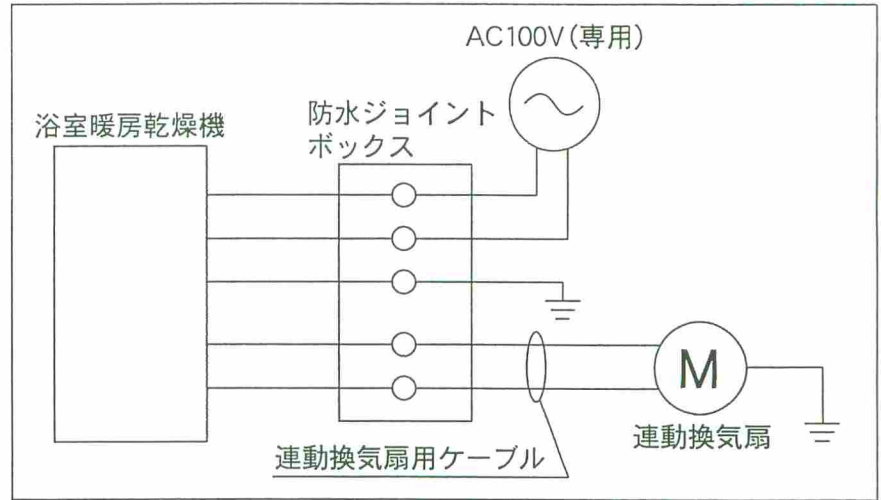 AC100V(専用)
浴室暖房乾燥機
防水ジョイント
ボックス
M
連動換気扇
連動換気扇用ケーブル